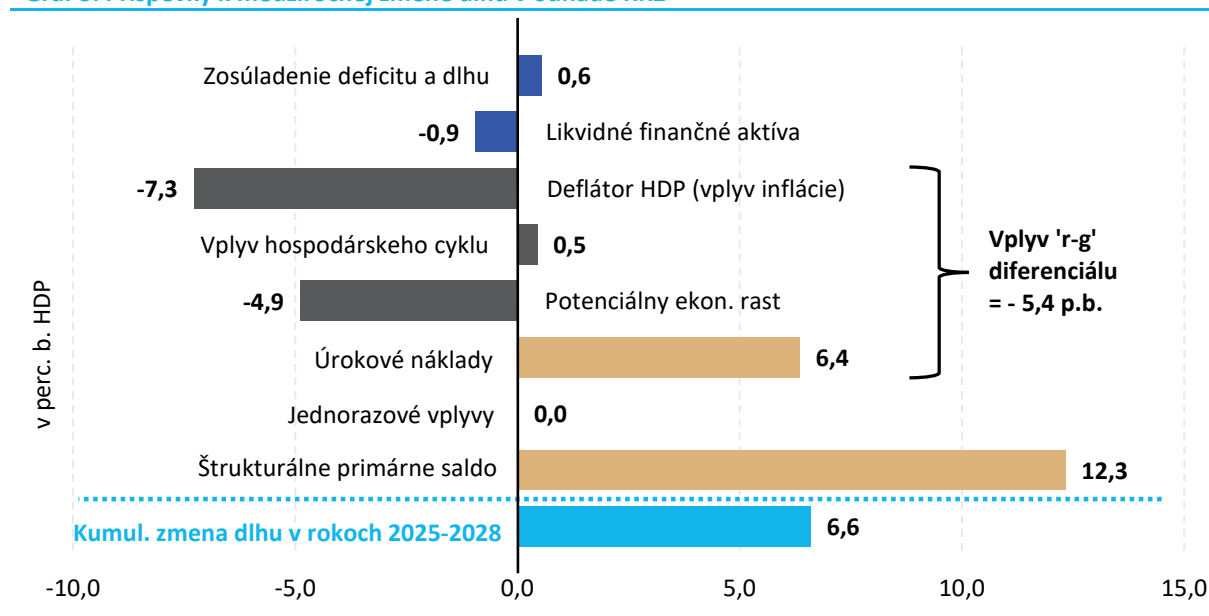 Zosúladenie deficitu a dlhu
0,6
-0,9
Likvidné finančné aktíva
-7,3
Deflátor HDP (vplyv inflácie)
Vplyv hospodárskeho cyklu
0,5
-4,9
Potenciálny ekon. rast
Úrokové náklady
6,4
Jednorazové vplyvy
0,0
Štrukturálne primárne saldo
12,3
Kumul. zmena dlhu v rokoch 2025-2028
6,6
Vplyv 'r-g'
diferenciálu
= - 5,4 p.b.
v perc. b. HDP
-10,0
-5,0
0,0
5,0
10,0
15,0